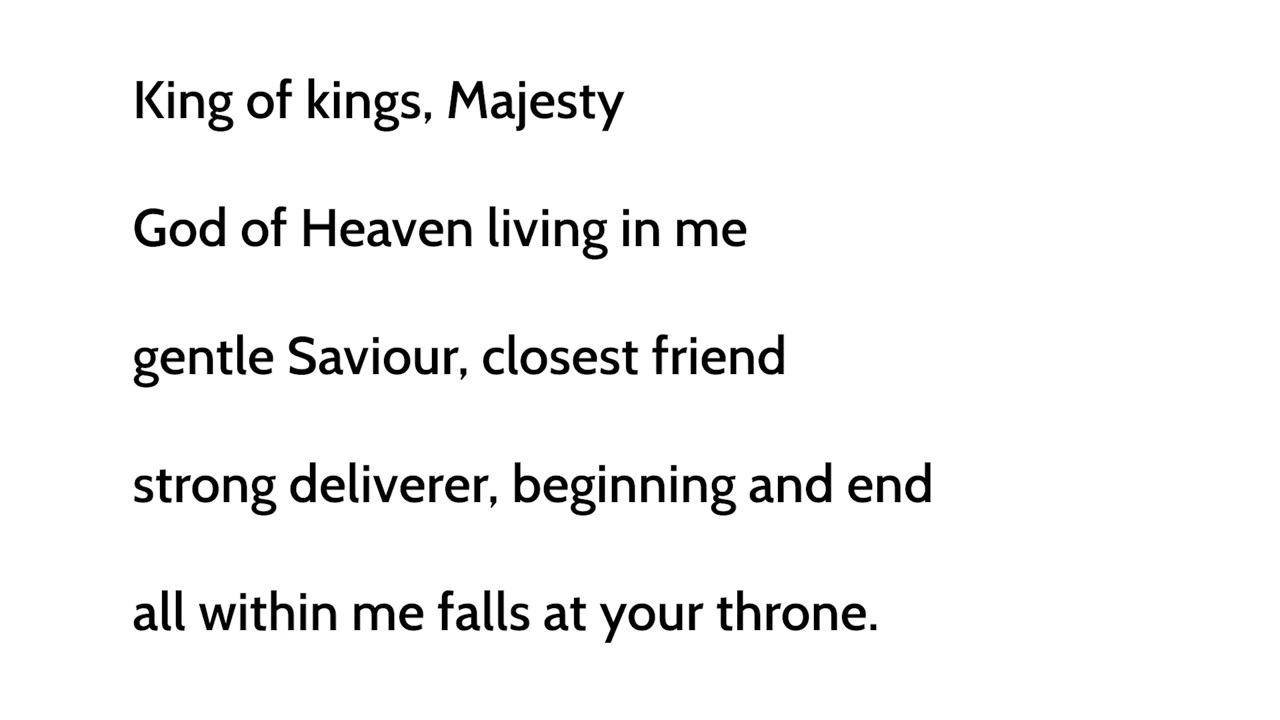 King of kings, Majesty
God of Heaven living in me
gentle Saviour, closest friend
strong deliverer, beginning and end
all within me falls at your throne.